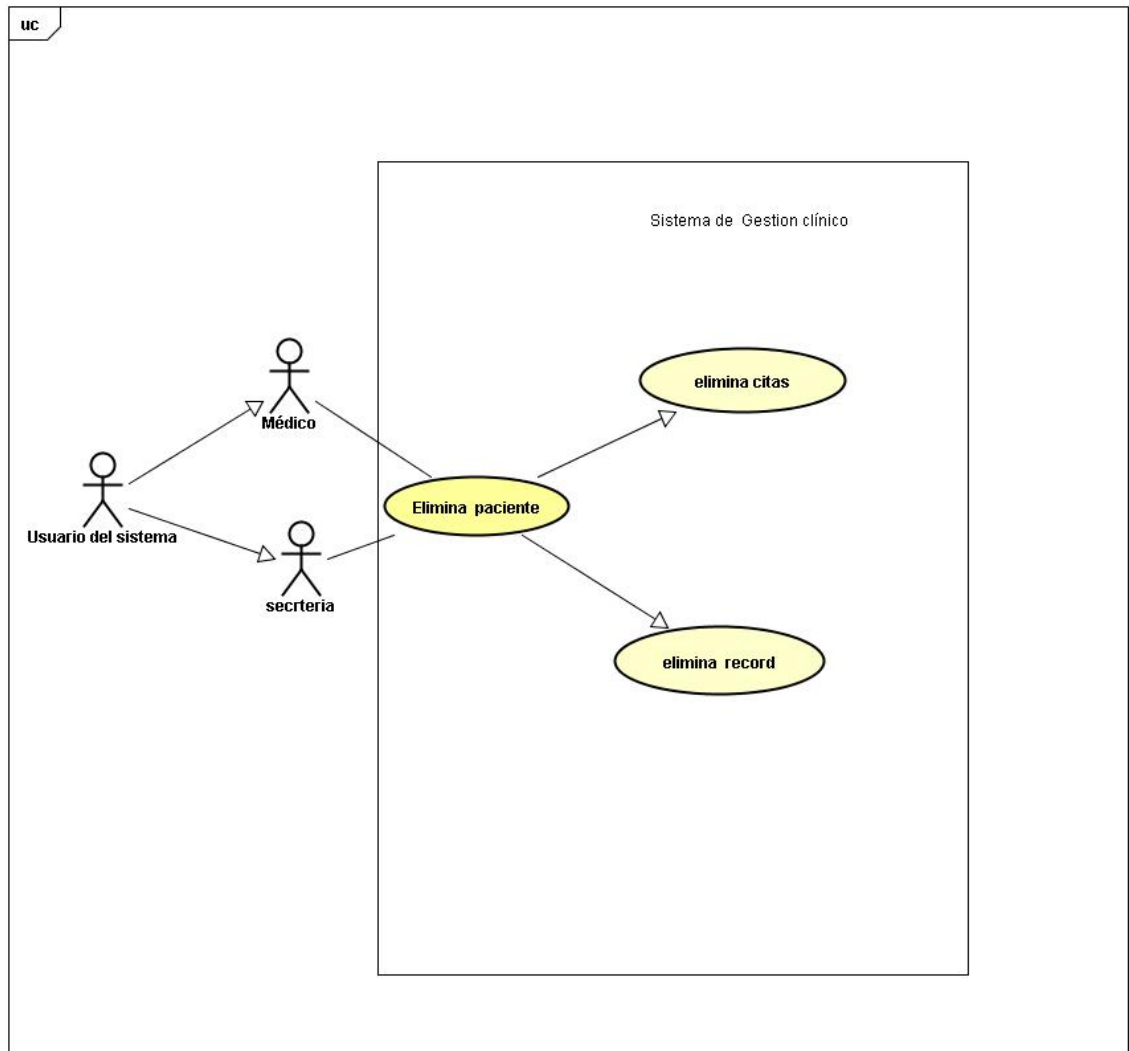 uc
Sistema de Gestion clínico
elimina citas
Médico
Elimina paciente
Usuario del sistema
secrteria
elimina record